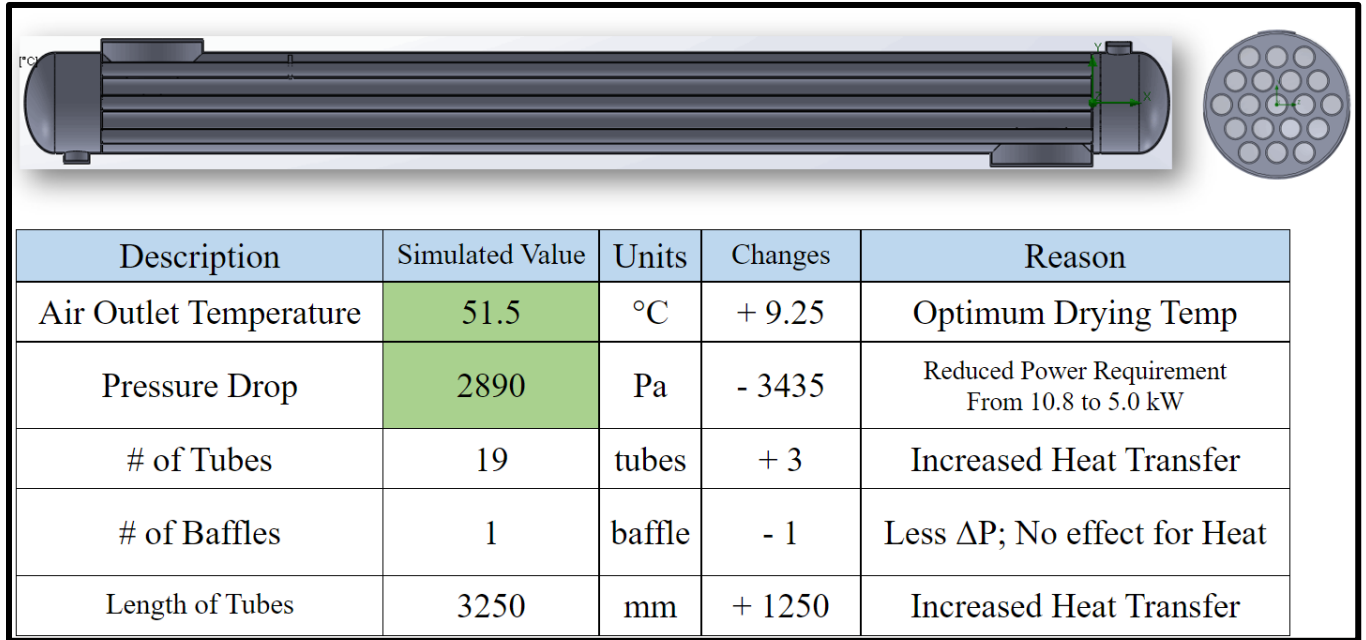 [°C]
Y
X
Description Simulated Value Units Changes Reason
Air Outlet Temperature 51.5 °C + 9.25 Optimum Drying Temp
Pressure Drop 2890 Pa - 3435 Reduced Power Requirement
From 10.8 to 5.0 kW
# of Tubes 19 tubes + 3 Increased Heat Transfer
# of Baffles 1 baffle - 1 Less ΔP; No effect for Heat
Length of Tubes 3250 mm + 1250 Increased Heat Transfer